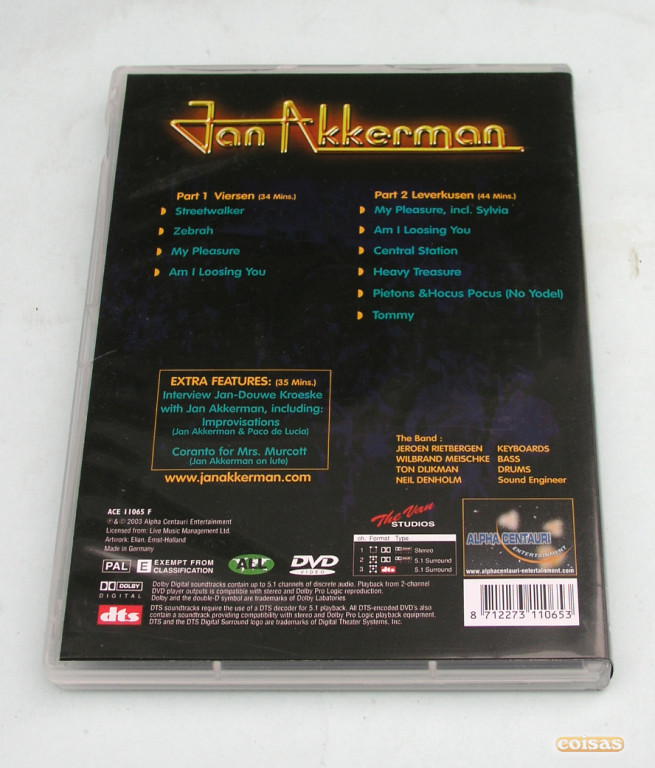 Jan Akkerman
Part 1 Viersen (34 Mins.)
Streetwalker
Zebrah
My Pleasure
Am I Loosing You
Part 2 Leverkusen (44 Mins.)
My Pleasure, incl. Sylvia
Am I Loosing You
Central Station
Heavy Treasure
Pietons &Hocus Pocus (No Yodel)
Tommy
EXTRA FEATURES: (35 Mins.)
Interview Jan-Douwe Kroeske
with Jan Akkerman, including:
Improvisations
(Jan Akkerman & Paco de Lucia)
Coranto for Mrs. Murcott
(Jan Akkerman on lute)
www.janakkerman.com
The Band :
JEROEN RIETBERGEN KEYBOARDS
WILBRAND MEISCHKE BASS
TON DIJKMAN DRUMS
NEIL DENHOLM Sound Engineer
ACE 11065 F
℗ & © 2003 Alpha Centauri Entertainment
Licensed from: Live Music Management Ltd.
Artwork: Elian, Ernst-Holland
Made in Germany
PAL E EXEMPT FROM
CLASSIFICATION
ALL
DVD
VIDEO
The Van
STUDIOS
ch. Format Type
1 Stereo
2 5.1 Surround
3 5.1 Surround
ALPHA CENTAURI
ENTERTAINMENT
www.alphacentauri-entertainment.com
DOLBY
DIGITAL
Dolby Digital soundtracks contain up to 5.1 channels of discrete audio. Playback from 2-channel
DVD player outputs is compatible with stereo and Dolby Pro Logic reproduction.
Dolby and the double-D symbol are trademarks of Dolby Labatories
dts
DTS soundtracks require the use of a DTS decoder for 5.1 playback. All DTS-encoded DVD's also
contain a soundtrack providing compatibility with stereo and Dolby Pro Logic playback equipment.
DTS and the DTS Digital Surround logo are trademarks of Digital Theater Systems, Inc.
8 712273 110653
coisas